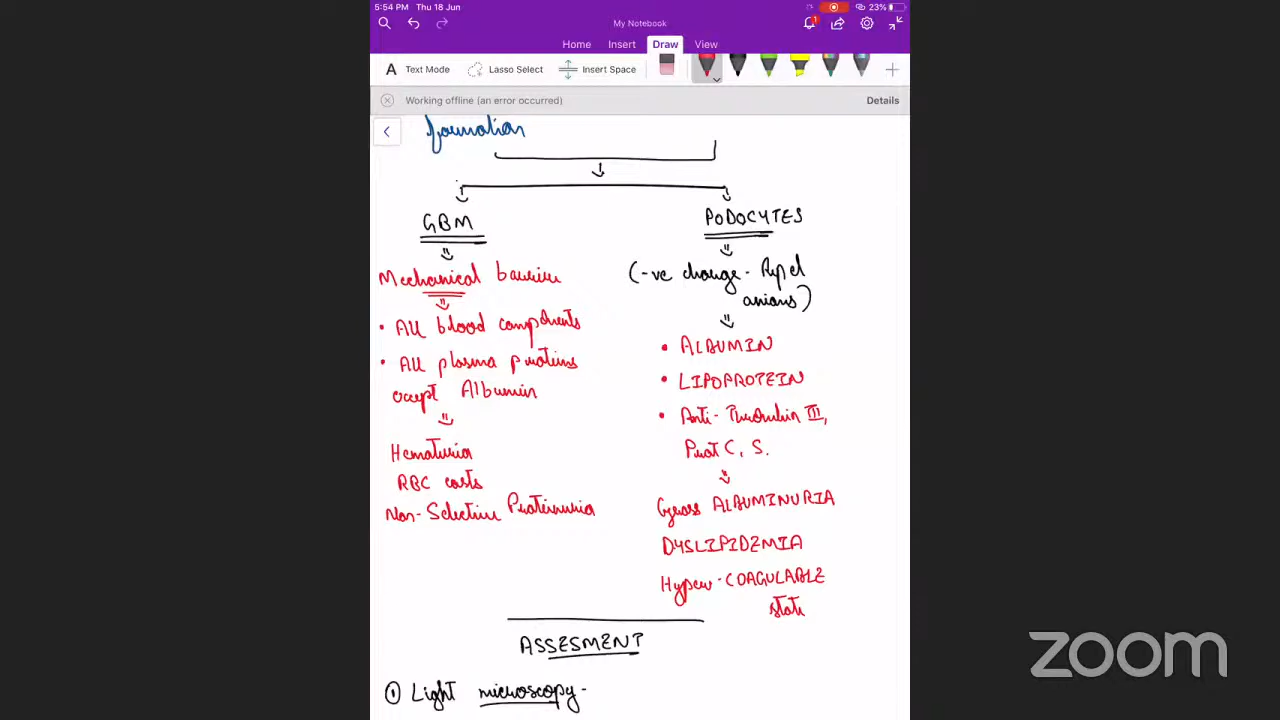 5:54 PM Thu 18 Jun
23%
My Notebook
Home Insert Draw View
A Text Mode Lasso Select Insert Space
Working offline (an error occurred) Details
formation
GBM
Mechanical barrier
• All blood components
• All plasma proteins
except Albumin
Hematuria
RBC casts
Non-Selective Proteinuria
PODOCYTES
(-ve charge - Repel
anions)
• ALBUMIN
• LIPOPROTEIN
• Anti-Thrombin III,
Prot C, S.
Gross ALBUMINURIA
DYSLIPIDEMIA
Hyper-COAGULABLE
state
ASSESMENT
① Light microscopy-
zoom